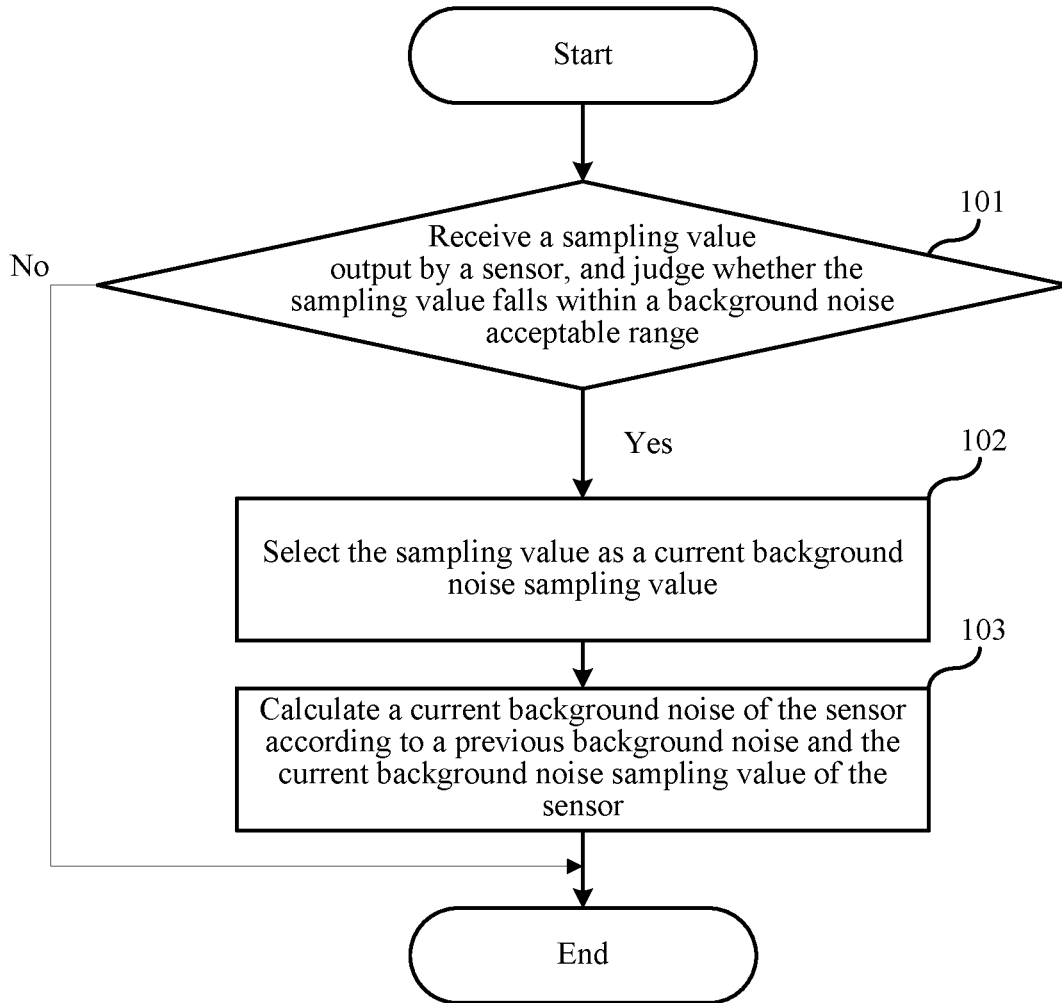 Start
101
Receive a sampling value
output by a sensor, and judge whether the
sampling value falls within a background noise
acceptable range
No
Yes
102
Select the sampling value as a current background
noise sampling value
103
Calculate a current background noise of the sensor
according to a previous background noise and the
current background noise sampling value of the
sensor
End